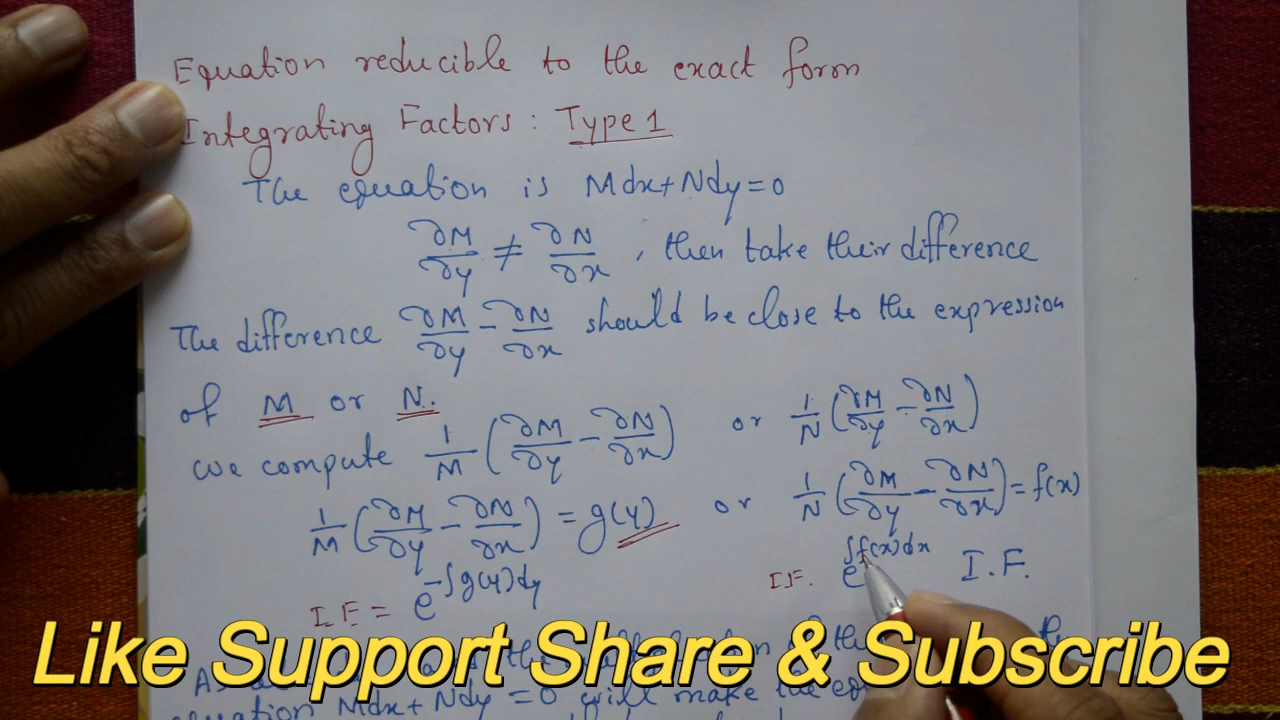 Equation reducible to the exact form
Integrating Factors : Type 1
The equation is Mdx+Ndy=0
∂M/∂y ≠ ∂N/∂x , then take their difference
The difference ∂M/∂y - ∂N/∂x should be close to the expression
of M or N.
we compute 1/M (∂M/∂y - ∂N/∂x) or 1/N (∂M/∂y - ∂N/∂x)
1/M (∂M/∂y - ∂N/∂x) = g(y) or 1/N (∂M/∂y - ∂N/∂x) = f(x)
I.F = e^{-∫g(y)dy} I.F. e^{∫f(x)dx} I.F.
Like Support Share & Subscribe
equation Mdx+Ndy=0 will make the